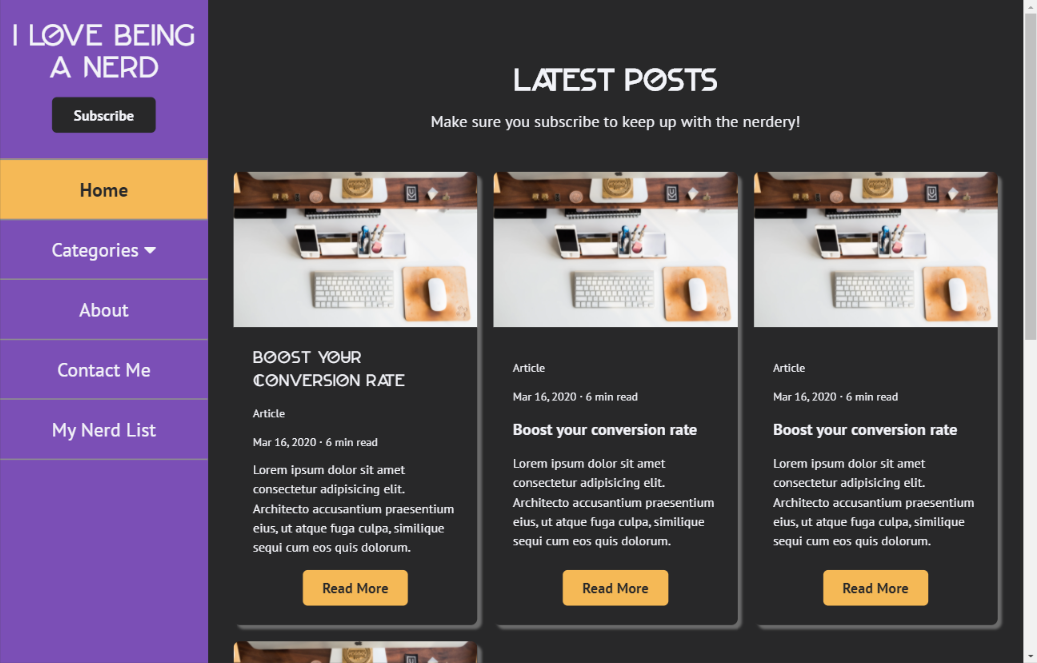 I LOVE BEING
A NERD
Subscribe
Home
Categories
About
Contact Me
My Nerd List
LATEST POSTS
Make sure you subscribe to keep up with the nerdery!
BOOST YOUR
CONVERSION RATE
Article
Mar 16, 2020 · 6 min read
Lorem ipsum dolor sit amet
consectetur adipisicing elit.
Architecto accusantium praesentium
eius, ut atque fuga culpa, similique
sequi cum eos quis dolorum.
Read More
Article
Mar 16, 2020 · 6 min read
Boost your conversion rate
Lorem ipsum dolor sit amet
consectetur adipisicing elit.
Architecto accusantium praesentium
eius, ut atque fuga culpa, similique
sequi cum eos quis dolorum.
Read More
Article
Mar 16, 2020 · 6 min read
Boost your conversion rate
Lorem ipsum dolor sit amet
consectetur adipisicing elit.
Architecto accusantium praesentium
eius, ut atque fuga culpa, similique
sequi cum eos quis dolorum.
Read More